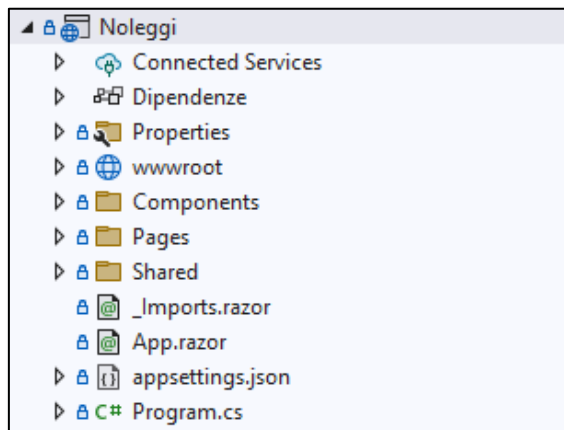 Noleggi
Connected Services
Dipendenze
Properties
wwwroot
Components
Pages
Shared
_Imports.razor
App.razor
appsettings.json
C# Program.cs